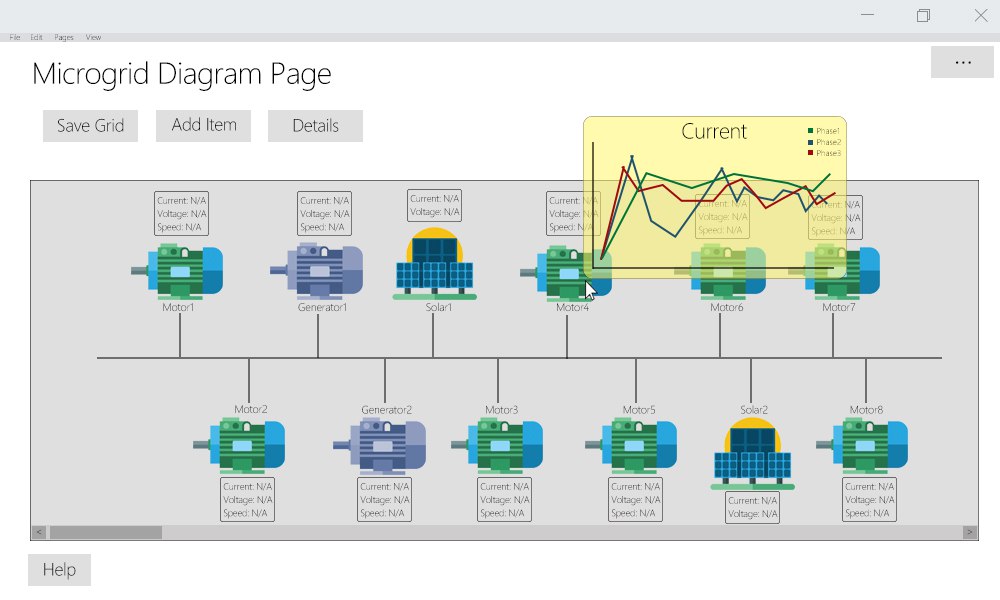 File Edit Pages View
Microgrid Diagram Page
...
Save Grid Add Item Details
Current
Phase1
Phase2
Phase3
Current: N/A
Voltage: N/A
Speed: N/A
Current: N/A
Voltage: N/A
Speed: N/A
Current: N/A
Voltage: N/A
Current: N/A
Voltage: N/A
Speed: N/A
Current: N/A
Voltage: N/A
Speed: N/A
Current: N/A
Voltage: N/A
Speed: N/A
Motor1 Generator1 Solar1 Motor4 Motor6 Motor7
Motor2 Generator2 Motor3 Motor5 Solar2 Motor8
Current: N/A
Voltage: N/A
Speed: N/A
Current: N/A
Voltage: N/A
Speed: N/A
Current: N/A
Voltage: N/A
Speed: N/A
Current: N/A
Voltage: N/A
Speed: N/A
Current: N/A
Voltage: N/A
Current: N/A
Voltage: N/A
Speed: N/A
< >
Help